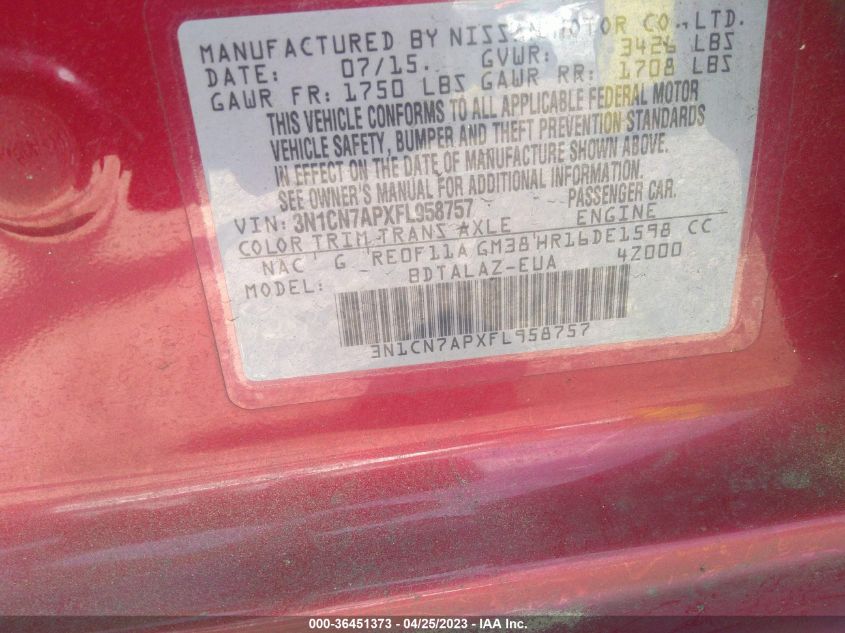 MANUFACTURED BY NISSAN MOTOR CO., LTD.
DATE: 07/15. GVWR: 3426 LBS
GAWR FR: 1750 LBS GAWR RR: 1708 LBS
THIS VEHICLE CONFORMS TO ALL APPLICABLE FEDERAL MOTOR
VEHICLE SAFETY, BUMPER AND THEFT PREVENTION STANDARDS
IN EFFECT ON THE DATE OF MANUFACTURE SHOWN ABOVE.
SEE OWNER'S MANUAL FOR ADDITIONAL INFORMATION.
VIN: 3N1CN7APXFL958757 PASSENGER CAR.
COLOR TRIM TRANS AXLE ENGINE
NAC G RE0F11A GM38 HR16DE1598 CC
MODEL: BDTALAZ-EUA 42000
3N1CN7APXFL958757
000-36451373 - 04/25/2023 - IAA Inc.